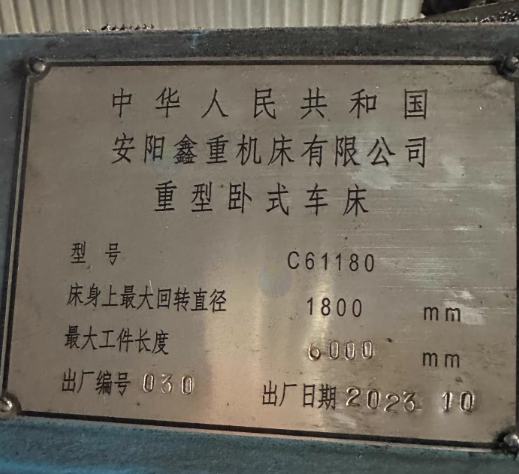 中华人民共和国
安阳鑫重机床有限公司
重型卧式车床
型号 C61180
床身上最大回转直径 1800 mm
最大工件长度 6000 mm
出厂编号 030 出厂日期 2023 10